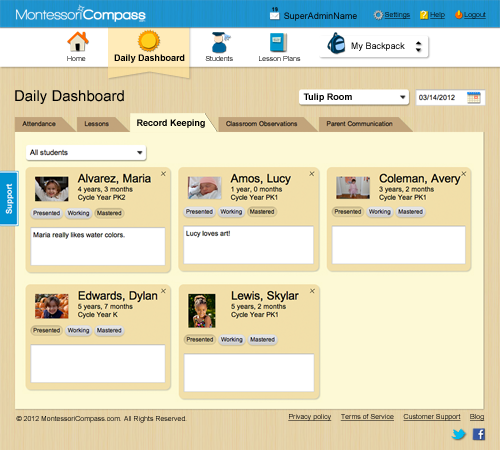 MontessoriCompass
18
SuperAdminName
Settings
Help
Logout
Home
Daily Dashboard
Students
Lesson Plans
My Backpack
Daily Dashboard
Tulip Room
03/14/2012
Attendance
Lessons
Record Keeping
Classroom Observations
Parent Communication
Support
All students
Alvarez, Maria
4 years, 3 months
Cycle Year PK2
Presented
Working
Mastered
Maria really likes water colors.
Amos, Lucy
1 year, 0 months
Cycle Year PK1
Presented
Working
Mastered
Lucy loves art!
Coleman, Avery
3 years, 2 months
Cycle Year PK1
Presented
Working
Mastered
Edwards, Dylan
5 years, 7 months
Cycle Year K
Presented
Working
Mastered
Lewis, Skylar
5 years, 2 months
Cycle Year PK1
Presented
Working
Mastered
© 2012 MontessoriCompass.com. All Rights Reserved.
Privacy policy
Terms of Service
Customer Support
Blog